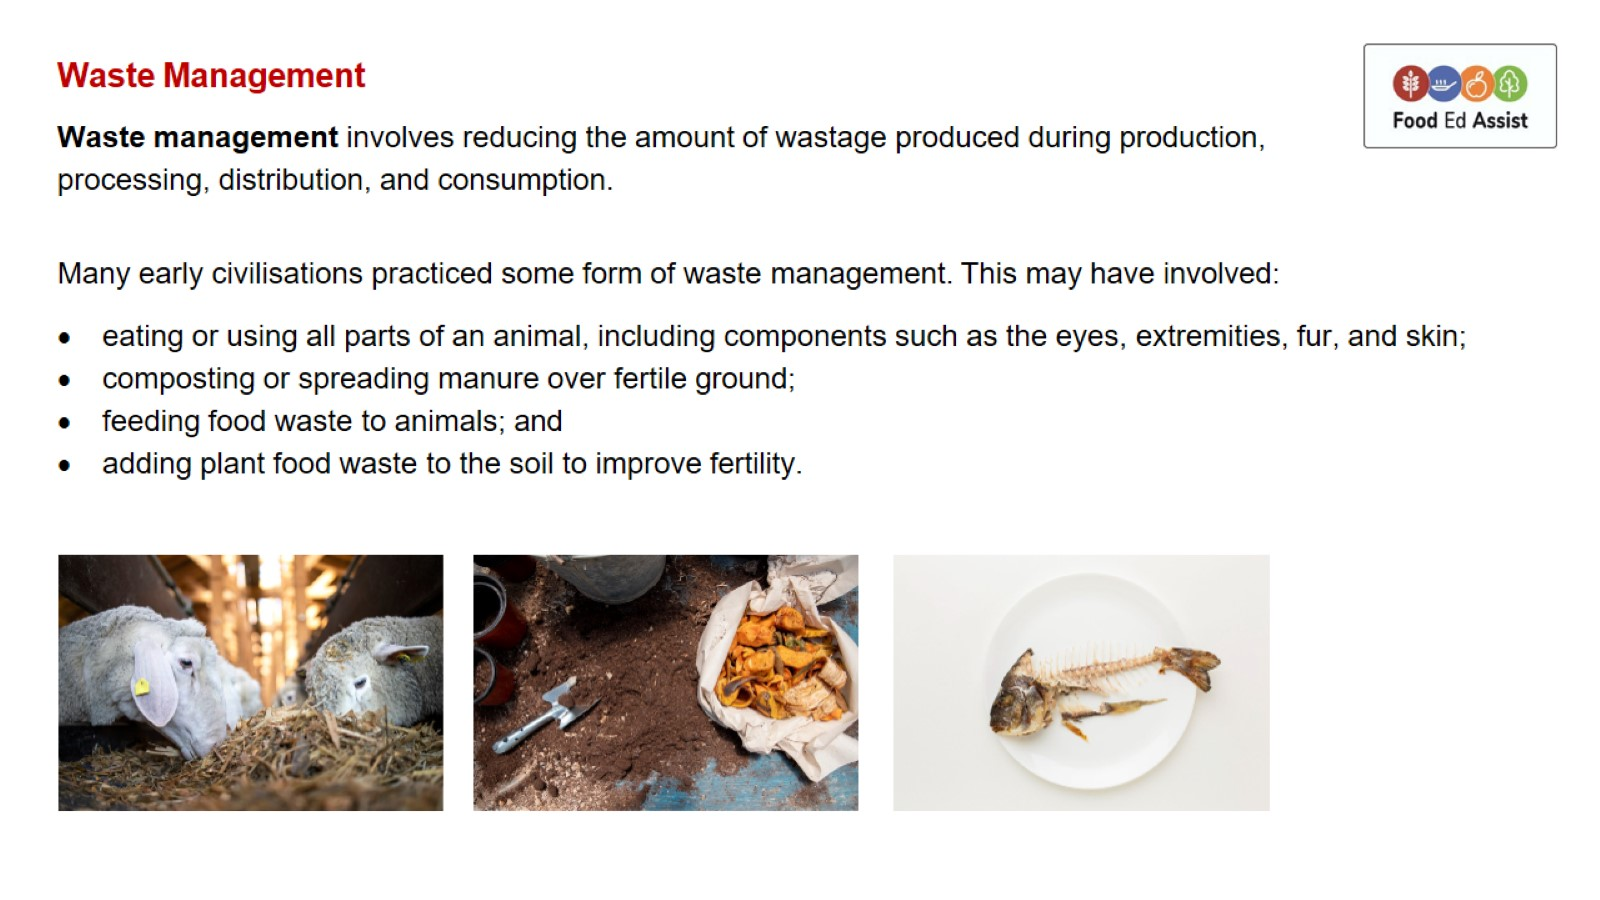 Waste Management
Food Ed Assist
Waste management involves reducing the amount of wastage produced during production,
processing, distribution, and consumption.
Many early civilisations practiced some form of waste management. This may have involved:
• eating or using all parts of an animal, including components such as the eyes, extremities, fur, and skin;
• composting or spreading manure over fertile ground;
• feeding food waste to animals; and
• adding plant food waste to the soil to improve fertility.